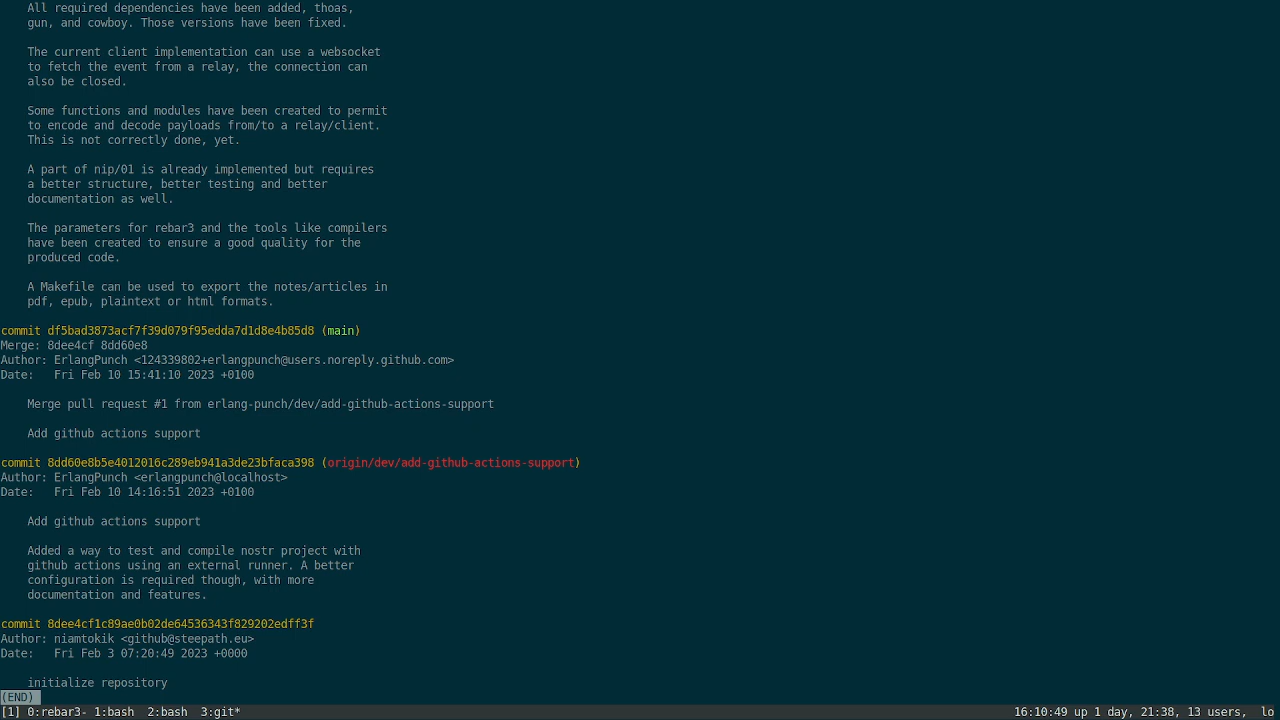 All required dependencies have been added, thoas,
gun, and cowboy. Those versions have been fixed.
The current client implementation can use a websocket
to fetch the event from a relay, the connection can
also be closed.
Some functions and modules have been created to permit
to encode and decode payloads from/to a relay/client.
This is not correctly done, yet.
A part of nip/01 is already implemented but requires
a better structure, better testing and better
documentation as well.
The parameters for rebar3 and the tools like compilers
have been created to ensure a good quality for the
produced code.
A Makefile can be used to export the notes/articles in
pdf, epub, plaintext or html formats.
commit df5bad3873acf7f39d079f95edda7d1d8e4b85d8 (main)
Merge: 8dee4cf 8dd60e8
Author: ErlangPunch <124339802+erlangpunch@users.noreply.github.com>
Date:   Fri Feb 10 15:41:10 2023 +0100
Merge pull request #1 from erlang-punch/dev/add-github-actions-support
Add github actions support
commit 8dd60e8b5e4012016c289eb941a3de23bfaca398 (origin/dev/add-github-actions-support)
Author: ErlangPunch <erlangpunch@localhost>
Date:   Fri Feb 10 14:16:51 2023 +0100
Add github actions support
Added a way to test and compile nostr project with
github actions using an external runner. A better
configuration is required though, with more
documentation and features.
commit 8dee4cf1c89ae0b02de64536343f829202edff3f
Author: niamtokik <github@steepath.eu>
Date:   Fri Feb 3 07:20:49 2023 +0000
initialize repository
(END)
[1] 0:rebar3- 1:bash  2:bash  3:git* 16:10:49 up 1 day, 21:38, 13 users,  lo